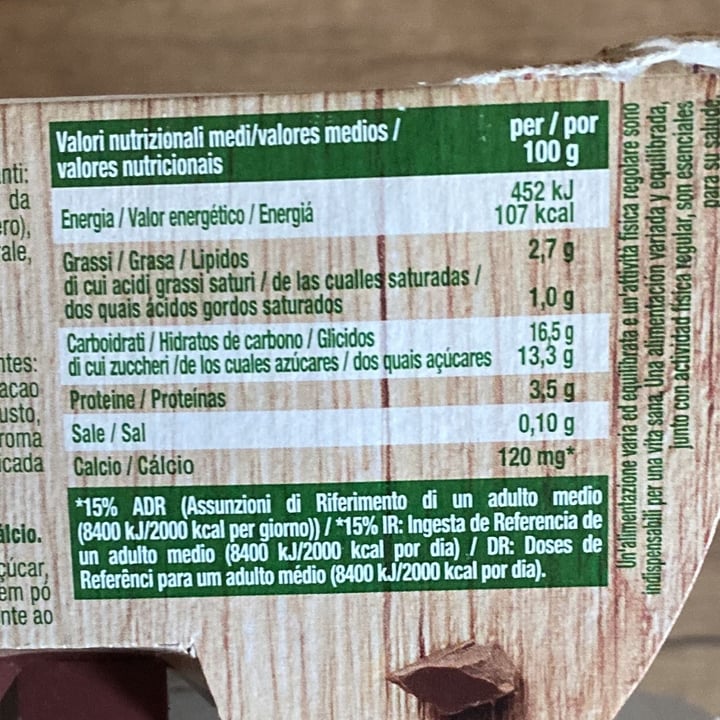 Valori nutrizionali medi/valores medios /
valores nutricionais
per / por
100 g
Energia / Valor energético / Energiá
452 kJ
107 kcal
Grassi / Grasa / Lipidos
2,7 g
di cui acidi grassi saturi / de las cualles saturadas /
dos quais ácidos gordos saturados
1,0 g
Carboidrati / Hidratos de carbono / Glicidos
16,5 g
di cui zuccheri /de los cuales azúcares / dos quais açúcares
13,3 g
Proteine / Proteínas
3,5 g
Sale / Sal
0,10 g
Calcio / Cálcio
120 mg*
*15% ADR (Assunzioni di Riferimento di un adulto medio
(8400 kJ/2000 kcal per giorno)) / *15% IR: Ingesta de Referencia de
un adulto medio (8400 kJ/2000 kcal por dia) / DR: Doses de
Referênci para um adulto médio (8400 kJ/2000 kcal por dia).
Un'alimentazione varia ed equilibrata e un'attività fisica regolare sono
indispensabili per una vita sana. Una alimentación variada y equilibrada,
junto con actividad física regular, son esenciales
para su salud
nti:
da
ero),
ale,
ntes:
acao
usto,
roma
icada
álcio.
çúcar,
em pó
nte ao